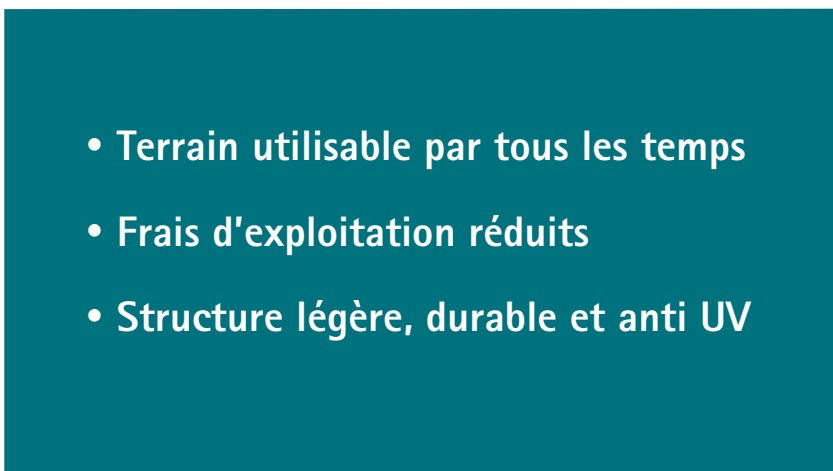 • Terrain utilisable par tous les temps
• Frais d’exploitation réduits
• Structure légère, durable et anti UV